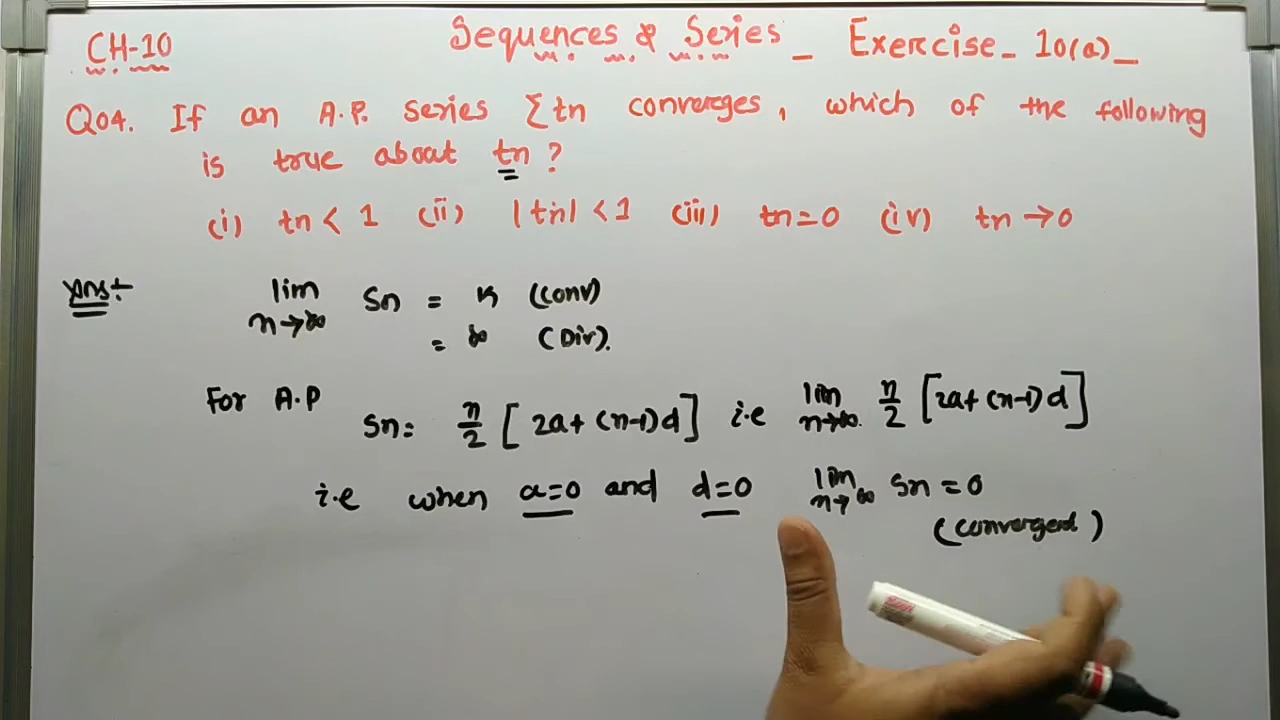 CH-10 Sequences & Series - Exercise - 10(a) -
Q04. If an A.P. series Σtn converges, which of the following
is true about tn?
(i) tn < 1 (ii) |tn| < 1 (iii) tn = 0 (iv) tn → 0
Ans:
lim n→∞ Sn = K (Conv)
= ∞ (Div).
For A.P
Sn = n/2 [2a + (n-1)d] i.e lim n→∞. n/2 [2a + (n-1)d]
i.e when a=0 and d=0 lim n→∞ Sn = 0
(convergent)